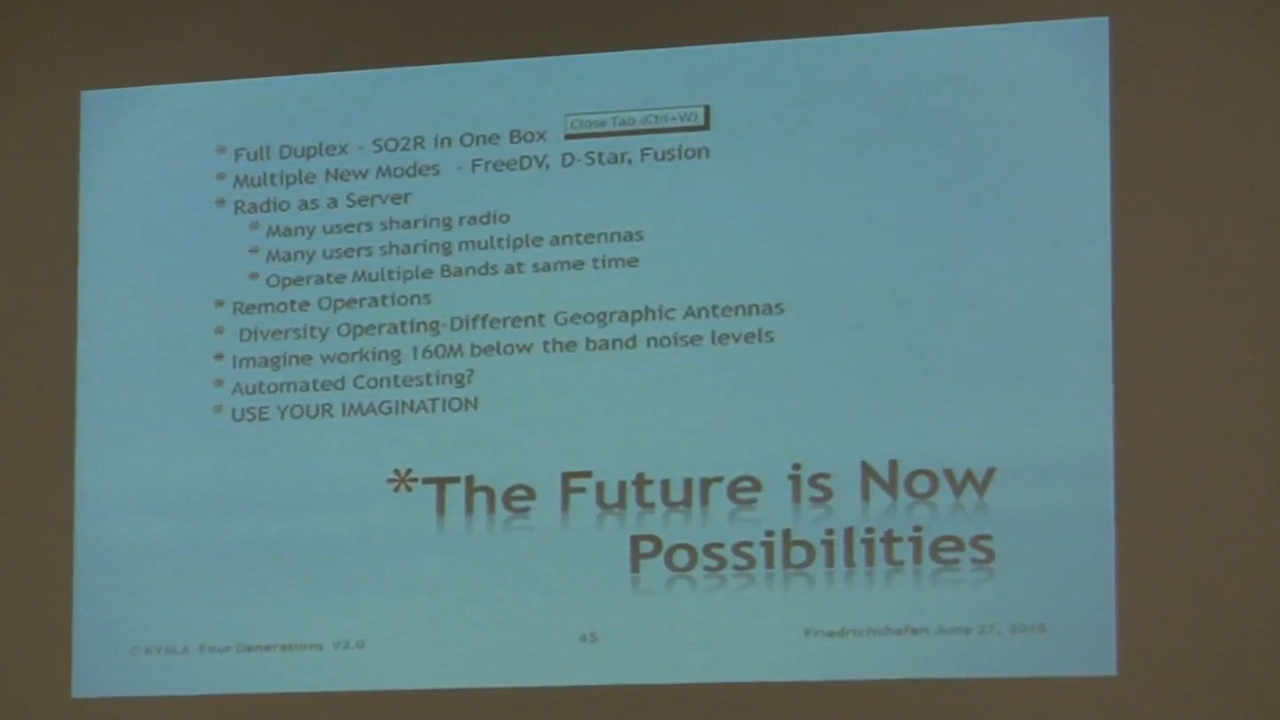 * Full Duplex - SO2R in One Box
Close Tab (Ctrl+W)
* Multiple New Modes - FreeDV, D-Star, Fusion
* Radio as a Server
* Many users sharing radio
* Many users sharing multiple antennas
* Operate Multiple Bands at same time
* Remote Operations
* Diversity Operating-Different Geographic Antennas
* Imagine working 160M below the band noise levels
* Automated Contesting?
* USE YOUR IMAGINATION
*The Future is Now
Possibilities
Four Generations V2.0
45
Friedrichshafen June 27, 2015